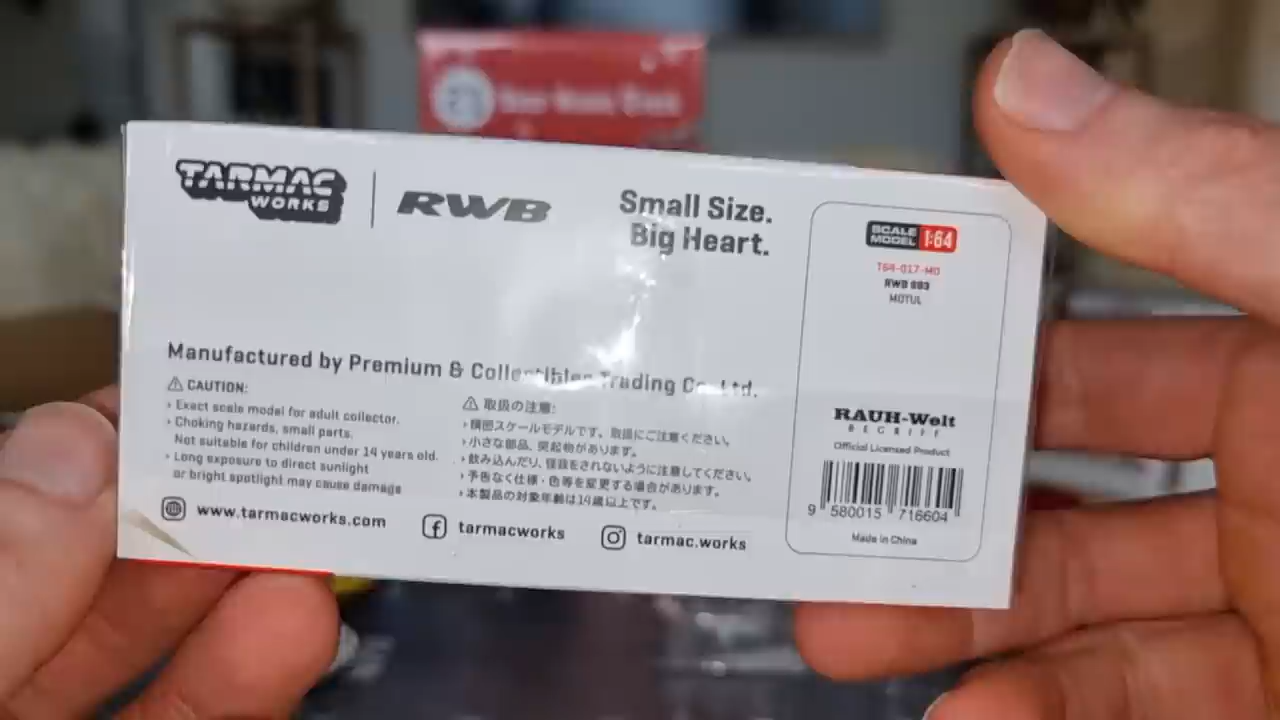 TARMAC
WORKS
RWB
Small Size.
Big Heart.
SCALE
MODEL 1:64
T64-017-MO
RWB 993
MOTUL
Manufactured by Premium & Collectibles Trading Co. Ltd.
CAUTION:
› Exact scale model for adult collector.
› Choking hazards, small parts.
Not suitable for children under 14 years old.
› Long exposure to direct sunlight
or bright spotlight may cause damage
取扱の注意:
› 精密スケールモデルです。取扱にご注意ください。
› 小さな部品、突起物があります。
› 飲み込んだり、怪我をされないように注意してください。
› 予告なく仕様・色等を変更する場合があります。
› 本製品の対象年齢は14歳以上です。
www.tarmacworks.com
tarmacworks
tarmac.works
RAUH-Welt
BEGRIFF
Official Licensed Product
9 580015 716604
Made in China